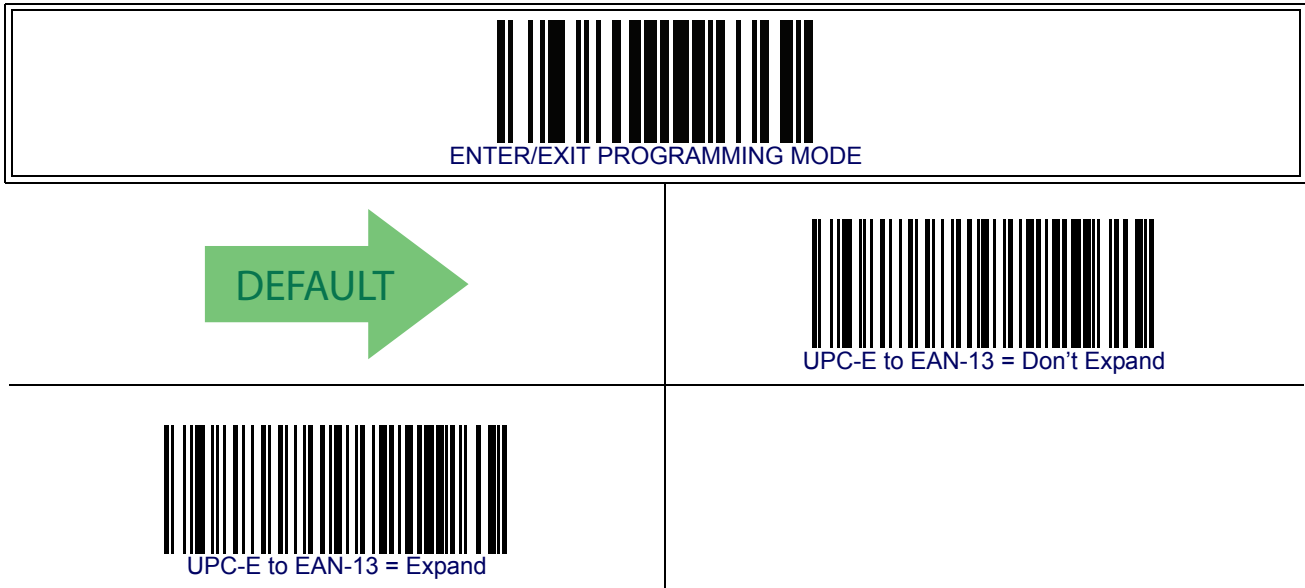 ENTER/EXIT PROGRAMMING MODE
DEFAULT
UPC-E to EAN-13 = Don’t Expand
UPC-E to EAN-13 = Expand